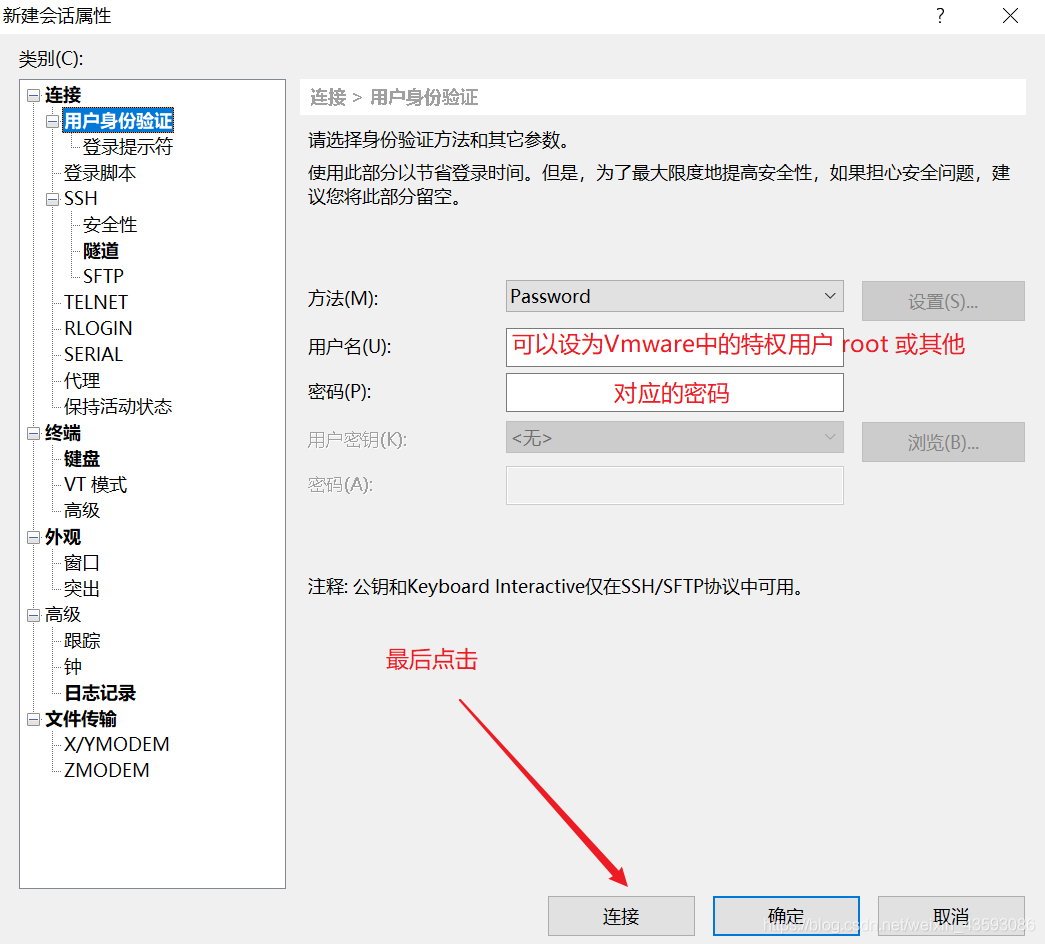 新建会话属性
类别(C):
连接
用户身份验证
登录提示符
登录脚本
SSH
安全性
隧道
SFTP
TELNET
RLOGIN
SERIAL
代理
保持活动状态
终端
键盘
VT 模式
高级
外观
窗口
突出
高级
跟踪
钟
日志记录
文件传输
X/YMODEM
ZMODEM
连接 > 用户身份验证
请选择身份验证方法和其它参数。
使用此部分以节省登录时间。但是，为了最大限度地提高安全性，如果担心安全问题，建
议您将此部分留空。
方法(M): Password 设置(S)...
用户名(U): 可以设为Vmware中的特权用户 root 或其他
密码(P): 对应的密码
用户密钥(K): <无> 浏览(B)...
密码(A):
注释: 公钥和Keyboard Interactive仅在SSH/SFTP协议中可用。
最后点击
连接 确定 取消
https://blog.csdn.net/weixin_43693086